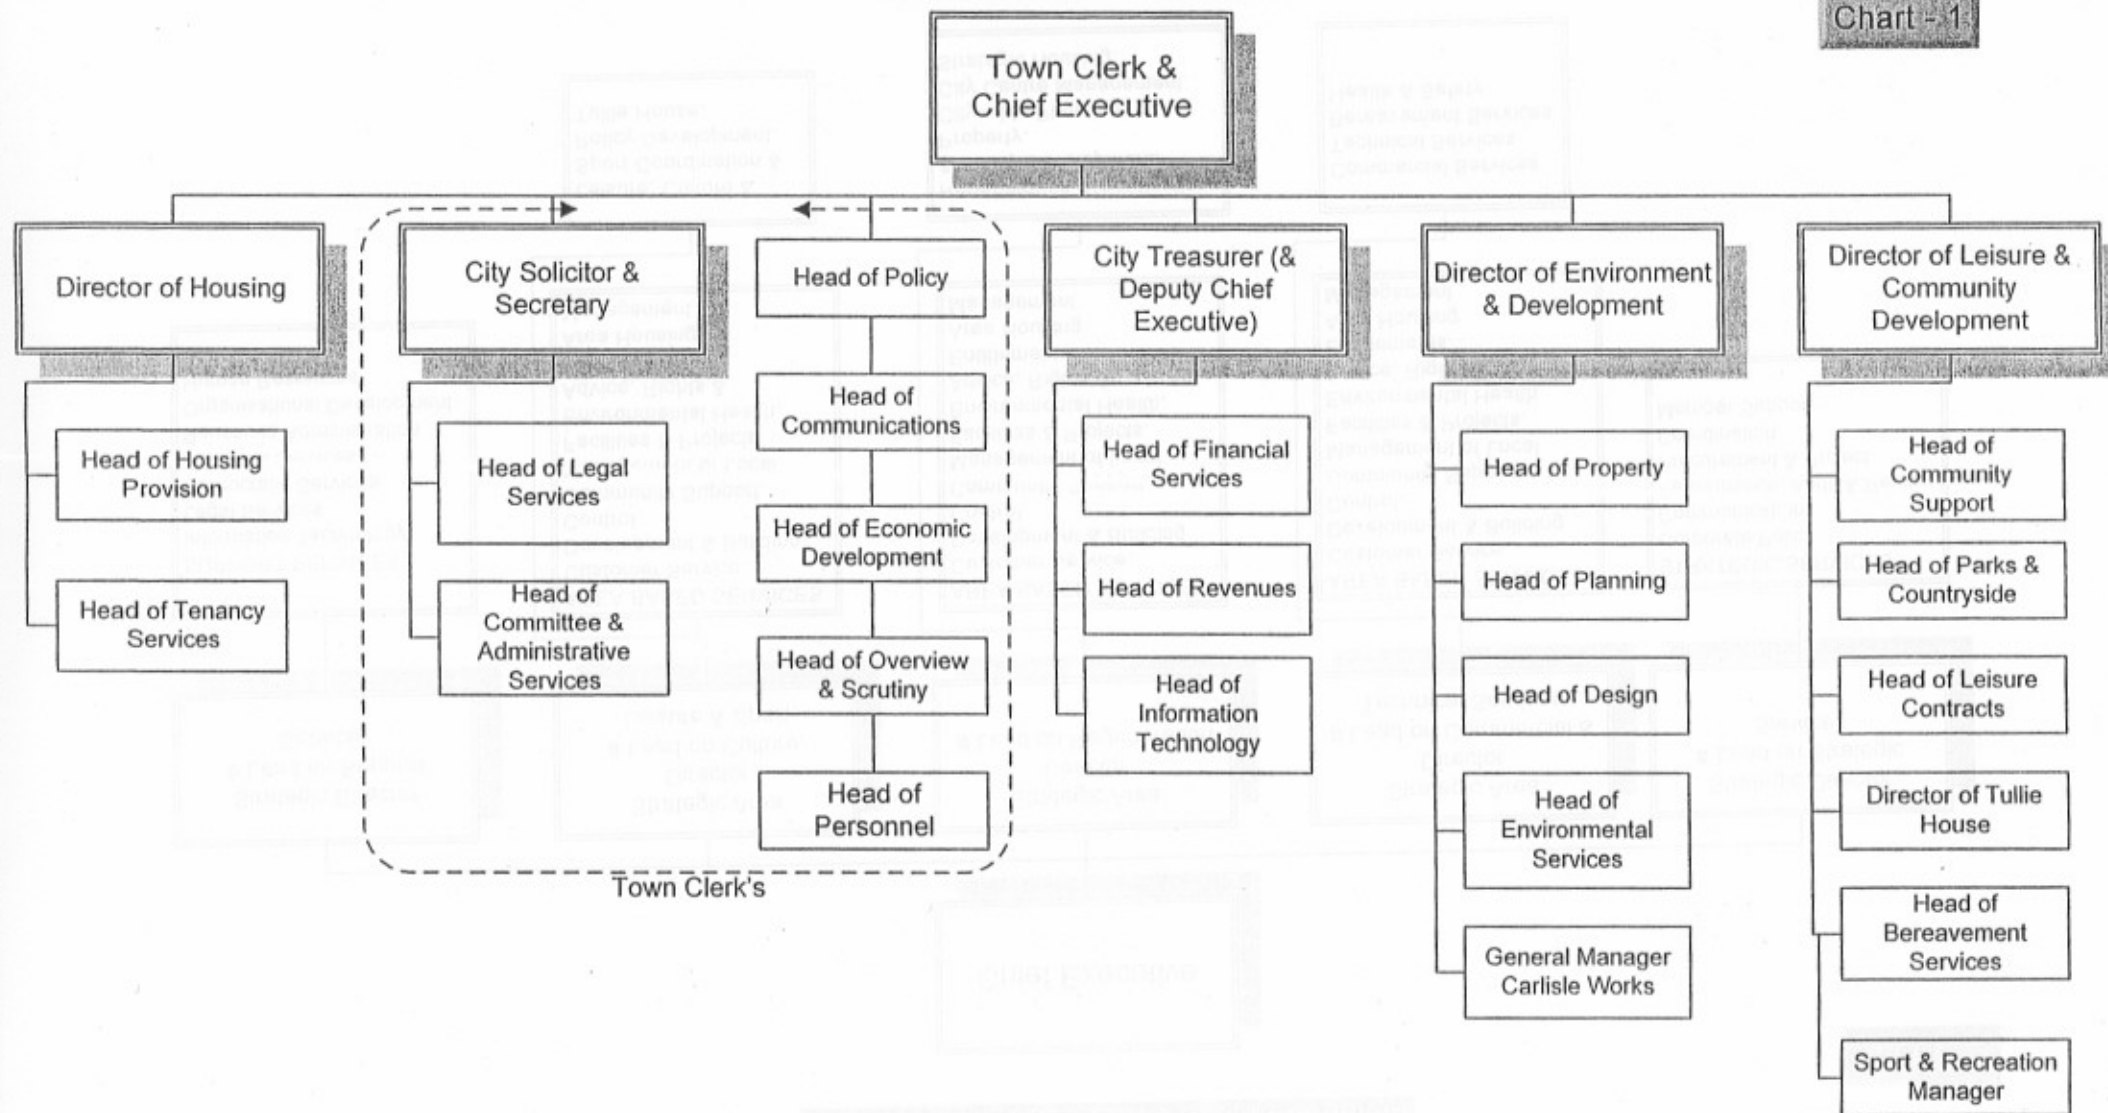 Chart - 1
Town Clerk &
Chief Executive
Director of Housing
Head of Housing
Provision
Head of Tenancy
Services
City Solicitor &
Secretary
Head of Legal
Services
Head of
Committee &
Administrative
Services
Head of Policy
Head of
Communications
Head of Economic
Development
Head of Overview
& Scrutiny
Head of
Personnel
Town Clerk's
City Treasurer (&
Deputy Chief
Executive)
Head of Financial
Services
Head of Revenues
Head of
Information
Technology
Director of Environment
& Development
Head of Property
Head of Planning
Head of Design
Head of
Environmental
Services
General Manager
Carlisle Works
Director of Leisure &
Community
Development
Head of
Community
Support
Head of Parks &
Countryside
Head of Leisure
Contracts
Director of Tullie
House
Head of
Bereavement
Services
Sport & Recreation
Manager